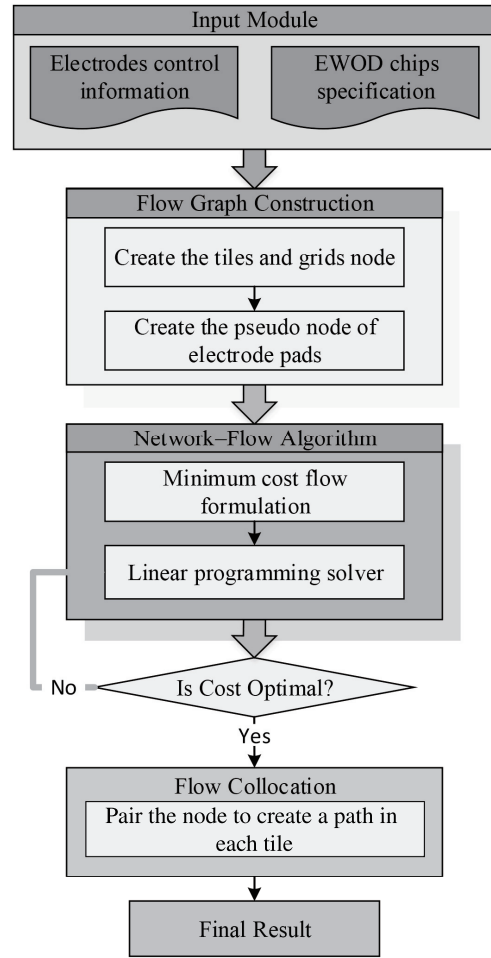 Input Module
Electrodes control
information
EWOD chips
specification
Flow Graph Construction
Create the tiles and grids node
Create the pseudo node of
electrode pads
Network–Flow Algorithm
Minimum cost flow
formulation
Linear programming solver
Is Cost Optimal?
No
Yes
Flow Collocation
Pair the node to create a path in
each tile
Final Result